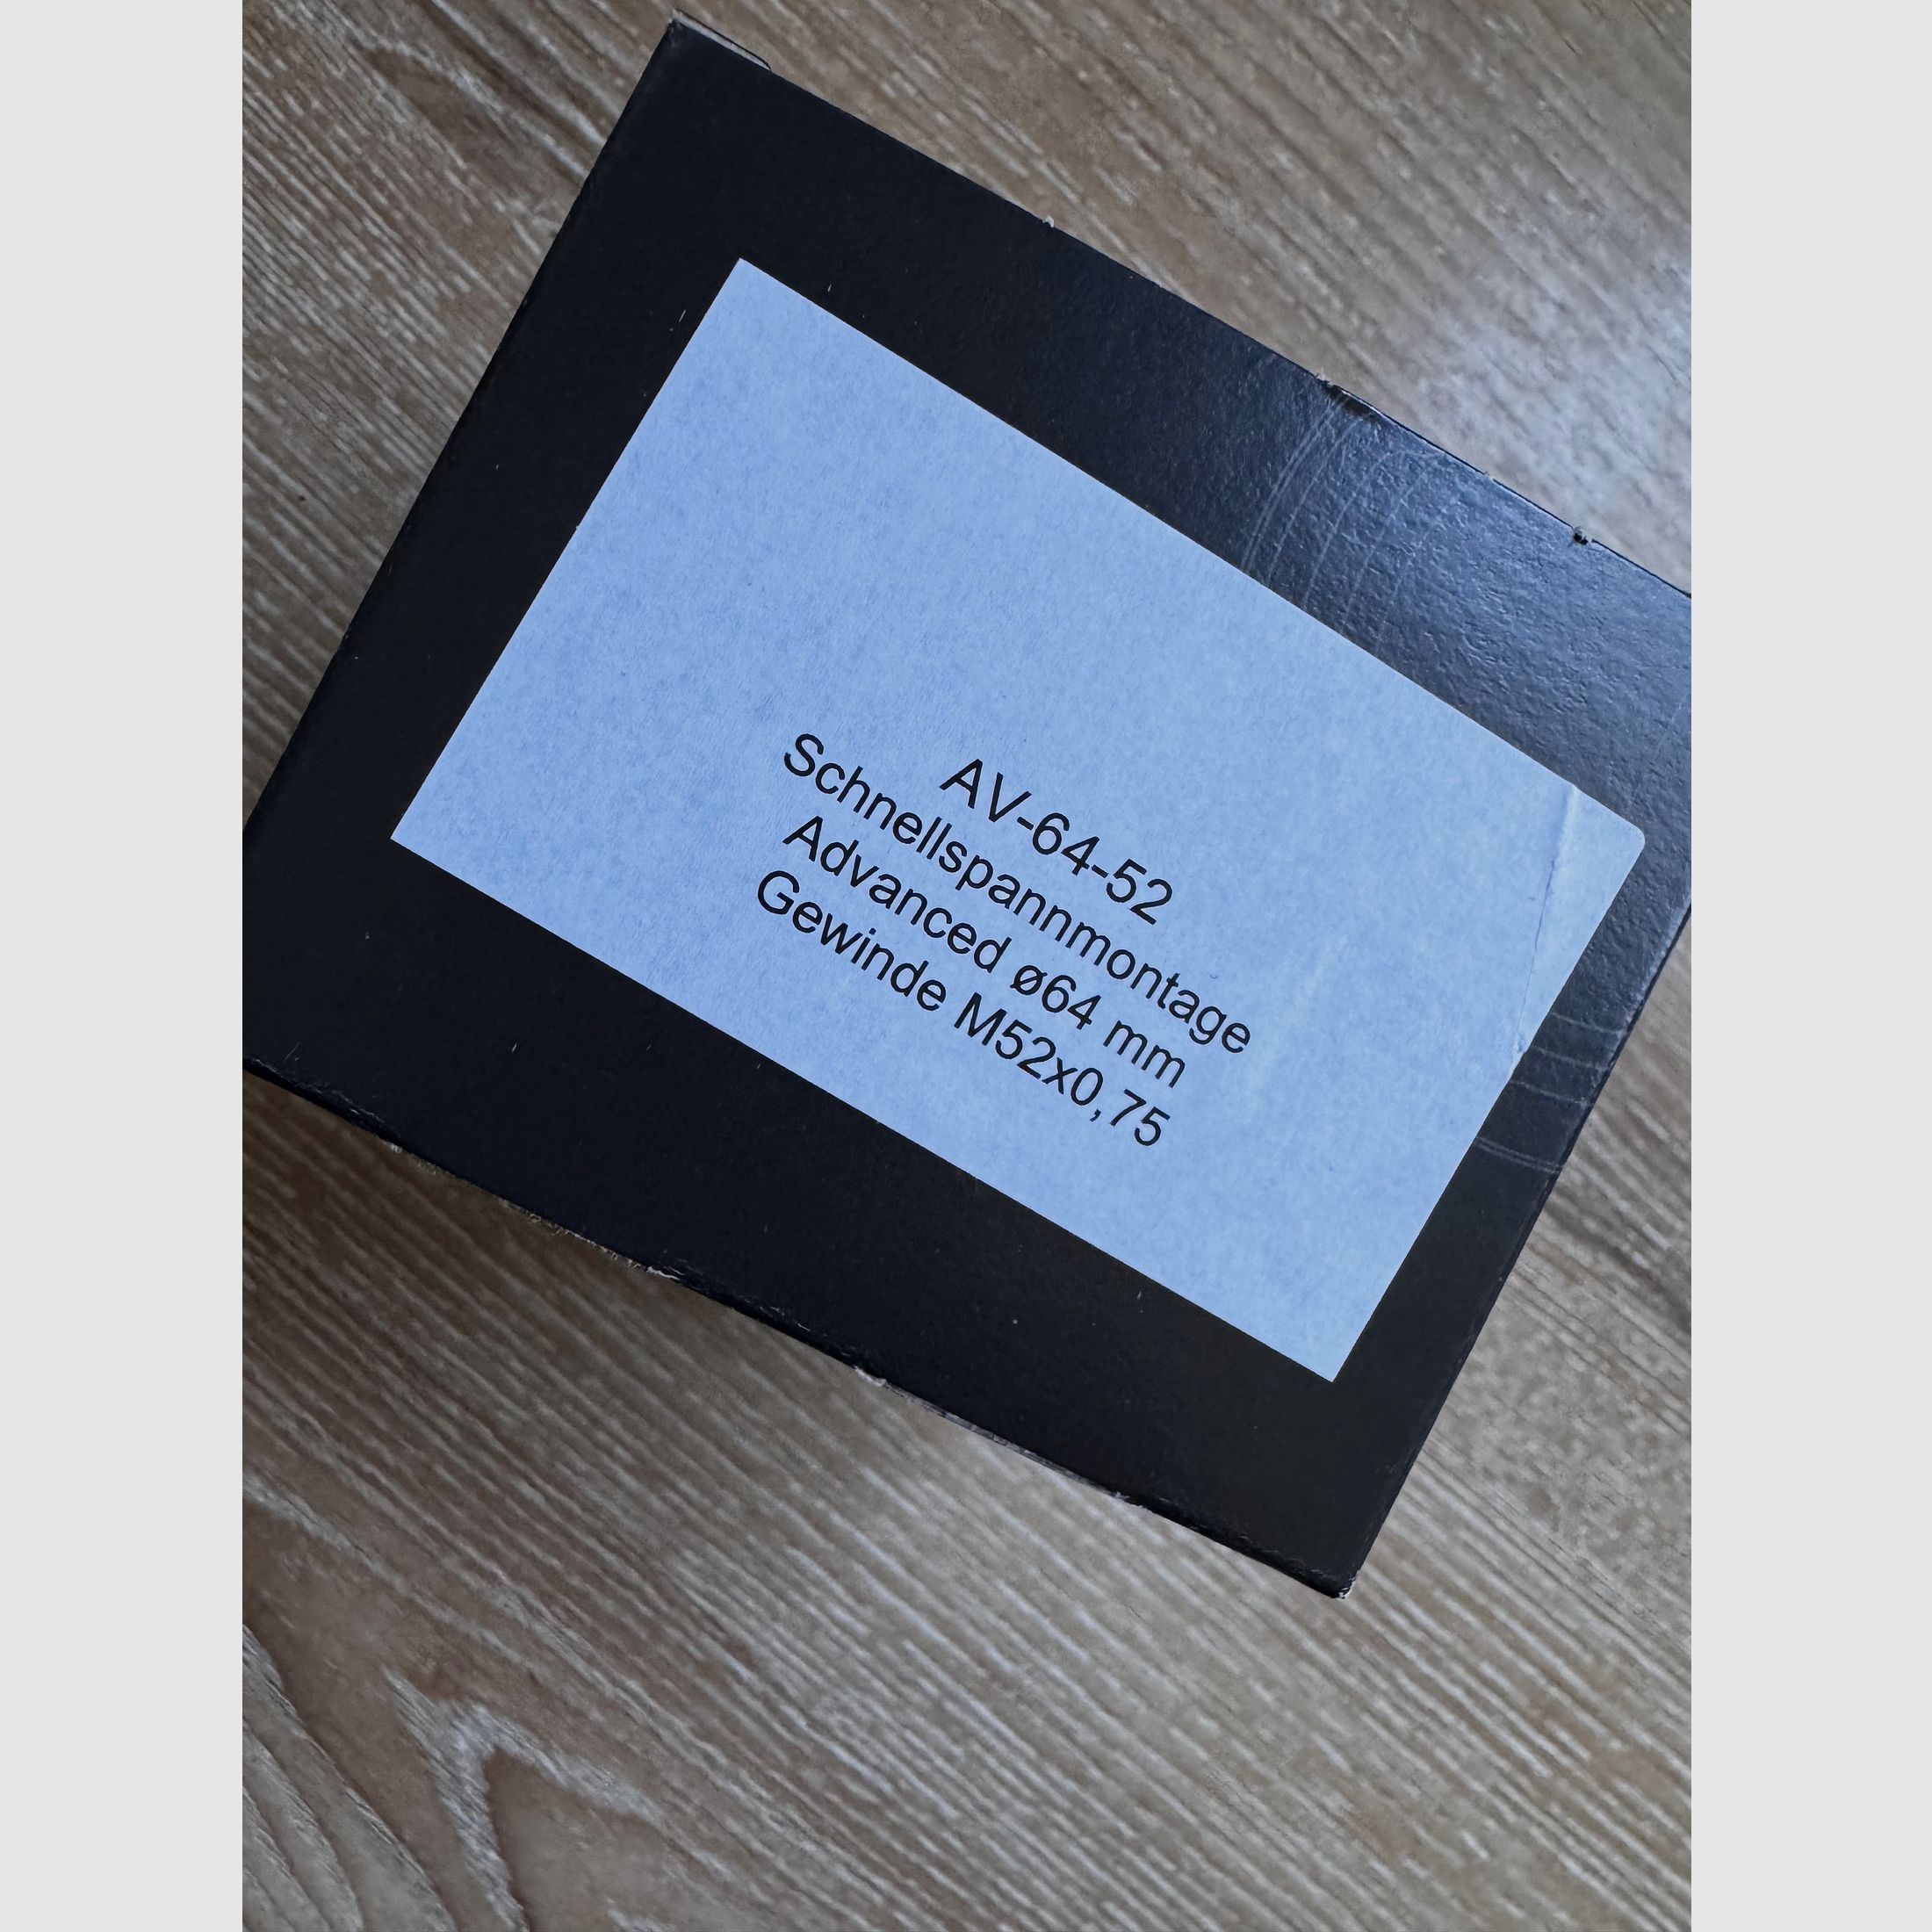 AV-64-52
Schnellspannmontage
Advanced ø64 mm
Gewinde M52x0,75